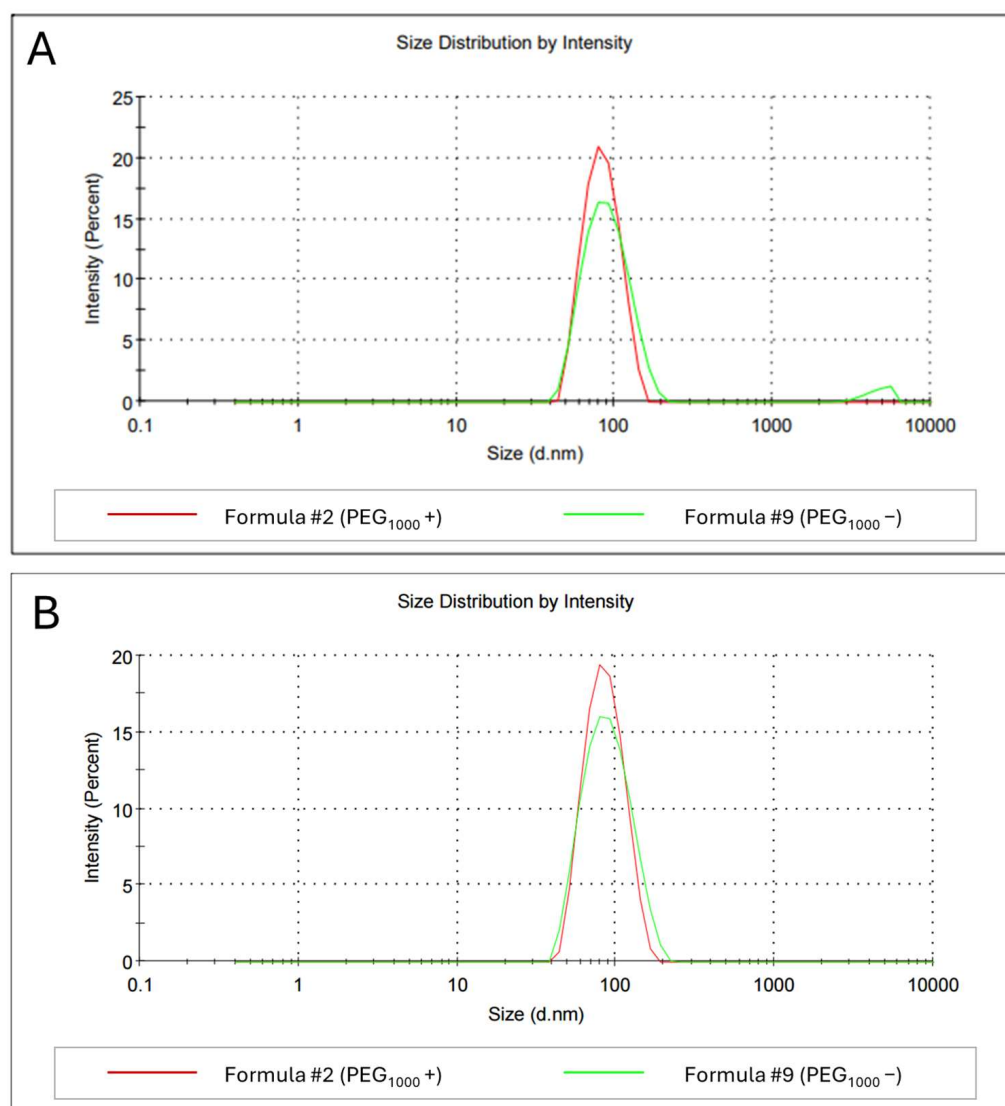 A
Size Distribution by Intensity
25
20
15
10
5
0
Intensity (Percent)
0.1 1 10 100 1000 10000
Size (d.nm)
Formula #2 (PEG₁₀₀₀ +) Formula #9 (PEG₁₀₀₀ −)
B
Size Distribution by Intensity
20
15
10
5
0
Intensity (Percent)
0.1 1 10 100 1000 10000
Size (d.nm)
Formula #2 (PEG₁₀₀₀ +) Formula #9 (PEG₁₀₀₀ −)